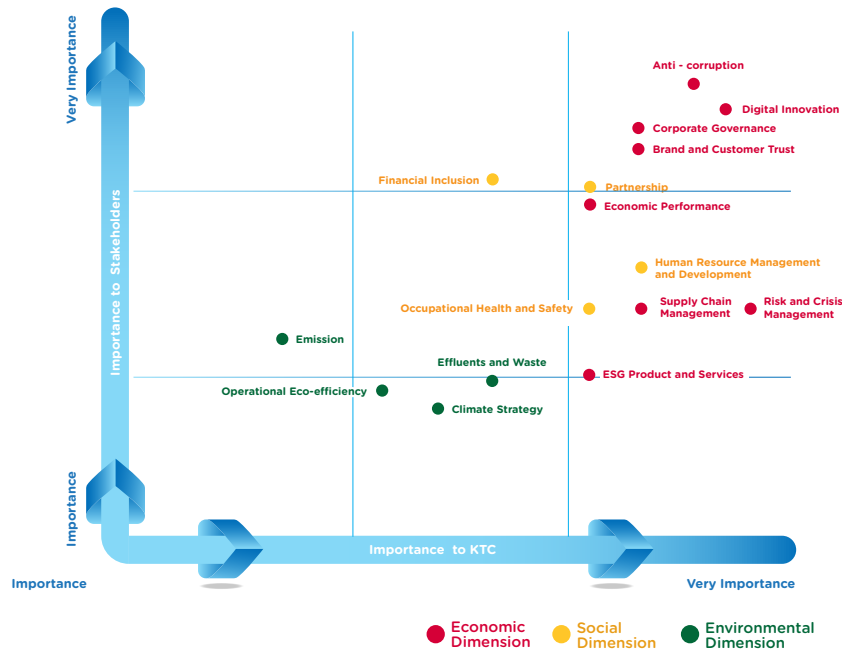 Very Importance
Importance to Stakeholders
Importance
Anti - corruption
Digital Innovation
Corporate Governance
Brand and Customer Trust
Financial Inclusion
Partnership
Economic Performance
Human Resource Management
and Development
Occupational Health and Safety
Supply Chain
Management
Risk and Crisis
Management
Emission
Effluents and Waste
ESG Product and Services
Operational Eco-efficiency
Climate Strategy
Importance to KTC
Importance
Very Importance
Economic
Dimension
Social
Dimension
Environmental
Dimension